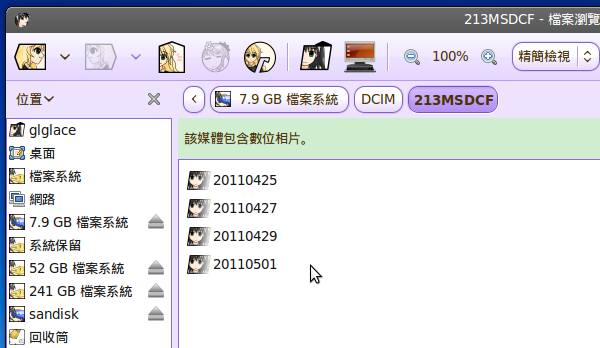 213MSDCF - 檔案瀏覽
100%
精簡檢視
位置
7.9 GB 檔案系統
DCIM
213MSDCF
glglace
桌面
檔案系統
網路
7.9 GB 檔案系統
系統保留
52 GB 檔案系統
241 GB 檔案系統
sandisk
回收筒
該媒體包含數位相片。
20110425
20110427
20110429
20110501